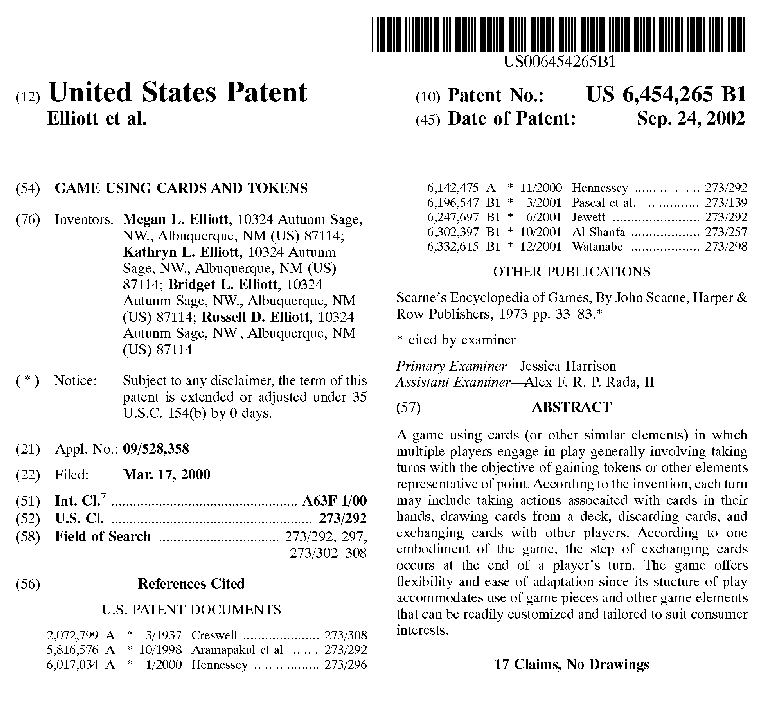 US006454265B1
(12) United States Patent
Elliott et al.
(10) Patent No.: US 6,454,265 B1
(45) Date of Patent: Sep. 24, 2002
(54) GAME USING CARDS AND TOKENS
(76) Inventors: Megan L. Elliott, 10324 Autumn Sage,
NW., Albuquerque, NM (US) 87114;
Kathryn L. Elliott, 10324 Autumn
Sage, NW., Albuquerque, NM (US)
87114; Bridget L. Elliott, 10324
Autumn Sage, NW., Albuquerque, NM
(US) 87114; Russell D. Elliott, 10324
Autumn Sage, NW., Albuquerque, NM
(US) 87114
(*) Notice: Subject to any disclaimer, the term of this
patent is extended or adjusted under 35
U.S.C. 154(b) by 0 days.
(21) Appl. No.: 09/528,358
(22) Filed: Mar. 17, 2000
(51) Int. Cl.7 .......... A63F 1/00
(52) U.S. Cl. .......... 273/292
(58) Field of Search .......... 273/292, 297,
273/302–308
(56) References Cited
U.S. PATENT DOCUMENTS
2,072,799 A * 3/1937 Creswell .......... 273/308
5,816,576 A * 10/1998 Aramapakul et al. ...... 273/292
6,017,034 A * 1/2000 Hennessey .......... 273/296
6,142,475 A * 11/2000 Hennessey .......... 273/292
6,196,547 B1 * 3/2001 Pascal et al. .......... 273/139
6,247,697 B1 * 6/2001 Jewett .......... 273/292
6,302,397 B1 * 10/2001 Al Shanfa .......... 273/257
6,332,615 B1 * 12/2001 Watanabe .......... 273/298
OTHER PUBLICATIONS
Scarne's Encyclopedia of Games, By John Scarne, Harper &
Row Publishers, 1973 pp. 33–83.*
* cited by examiner
Primary Examiner—Jessica Harrison
Assistant Examiner—Alex F. R. P. Rada, II
(57) ABSTRACT
A game using cards (or other similar elements) in which
multiple players engage in play generally involving taking
turns with the objective of gaining tokens or other elements
representative of point. According to the invention, each turn
may include taking actions assocaited with cards in their
hands, drawing cards from a deck, discarding cards, and
exchanging cards with other players. According to one
embodiment of the game, the step of exchanging cards
occurs at the end of a player's turn. The game offers
flexibility and ease of adaptation since its stucture of play
accommodates use of game pieces and other game elements
that can be readily customized and tailored to suit consumer
interests.
17 Claims, No Drawings